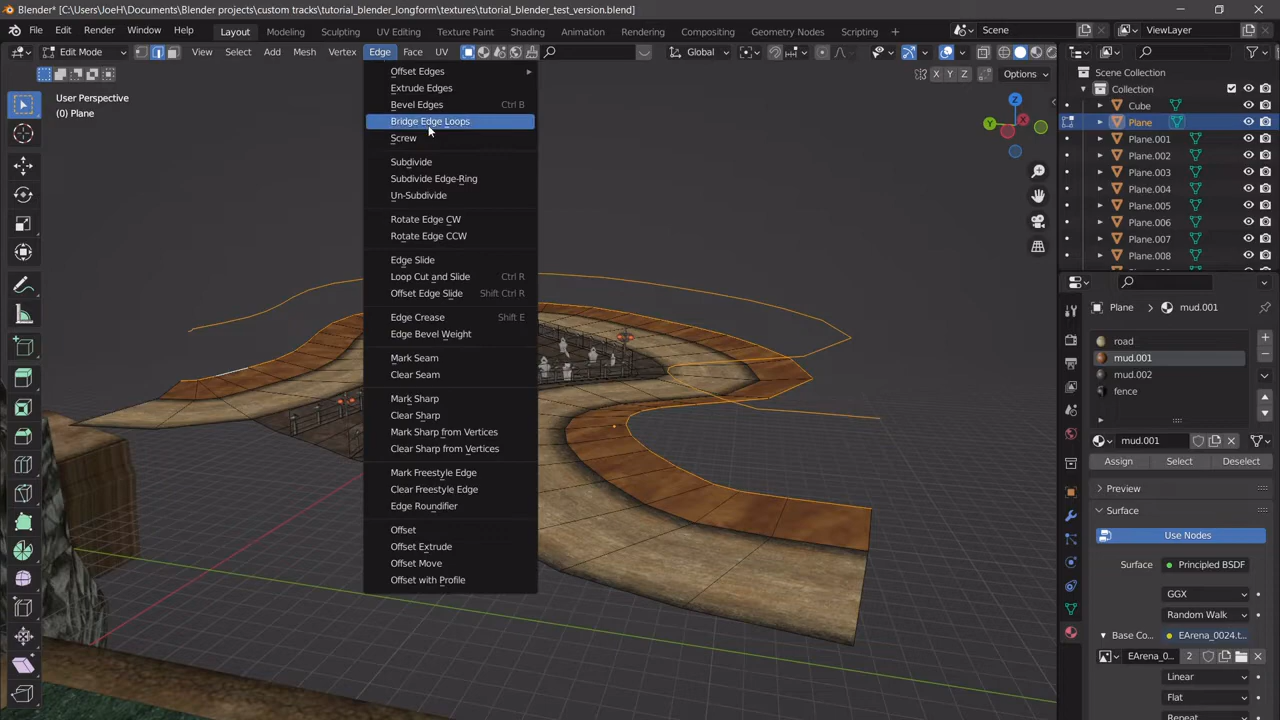 Blender* [C:\Users\JoeH\Blender projects\custom tracks\tutorial_blender_longform\textures\tutorial_blender_test_version.blend]
File Edit Render Window Help Layout Modeling Sculpting UV Editing Texture Paint Shading Animation Rendering Compositing Geometry Nodes Scripting Scene ViewLayer
Edit Mode View Select Add Mesh Vertex Edge Face UV Global
X Y Z Options
User Perspective
(0) Plane
Offset Edges
Extrude Edges
Bevel Edges Ctrl B
Bridge Edge Loops
Screw
Subdivide
Subdivide Edge-Ring
Un-Subdivide
Rotate Edge CW
Rotate Edge CCW
Edge Slide
Loop Cut and Slide Ctrl R
Offset Edge Slide Shift Ctrl R
Edge Crease Shift E
Edge Bevel Weight
Mark Seam
Clear Seam
Mark Sharp
Clear Sharp
Mark Sharp from Vertices
Clear Sharp from Vertices
Mark Freestyle Edge
Clear Freestyle Edge
Edge Roundifier
Offset
Offset Extrude
Offset Move
Offset with Profile
Z
Y
X
Scene Collection
Collection
Cube
Plane
Plane.001
Plane.002
Plane.003
Plane.004
Plane.005
Plane.006
Plane.007
Plane.008
Plane mud.001
road
mud.001
mud.002
fence
mud.001
Assign Select Deselect
Preview
Surface
Use Nodes
Surface Principled BSDF
GGX
Random Walk
Base Co... EArena_0024.t...
EArena_0... 2
Linear
Flat
Repeat